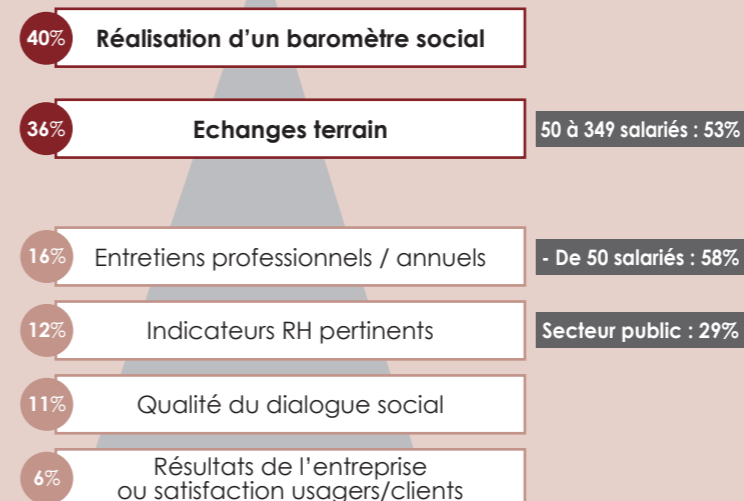 40% Réalisation d’un baromètre social
36% Echanges terrain 50 à 349 salariés : 53%
16% Entretiens professionnels / annuels - De 50 salariés : 58%
12% Indicateurs RH pertinents Secteur public : 29%
11% Qualité du dialogue social
6% Résultats de l’entreprise
ou satisfaction usagers/clients